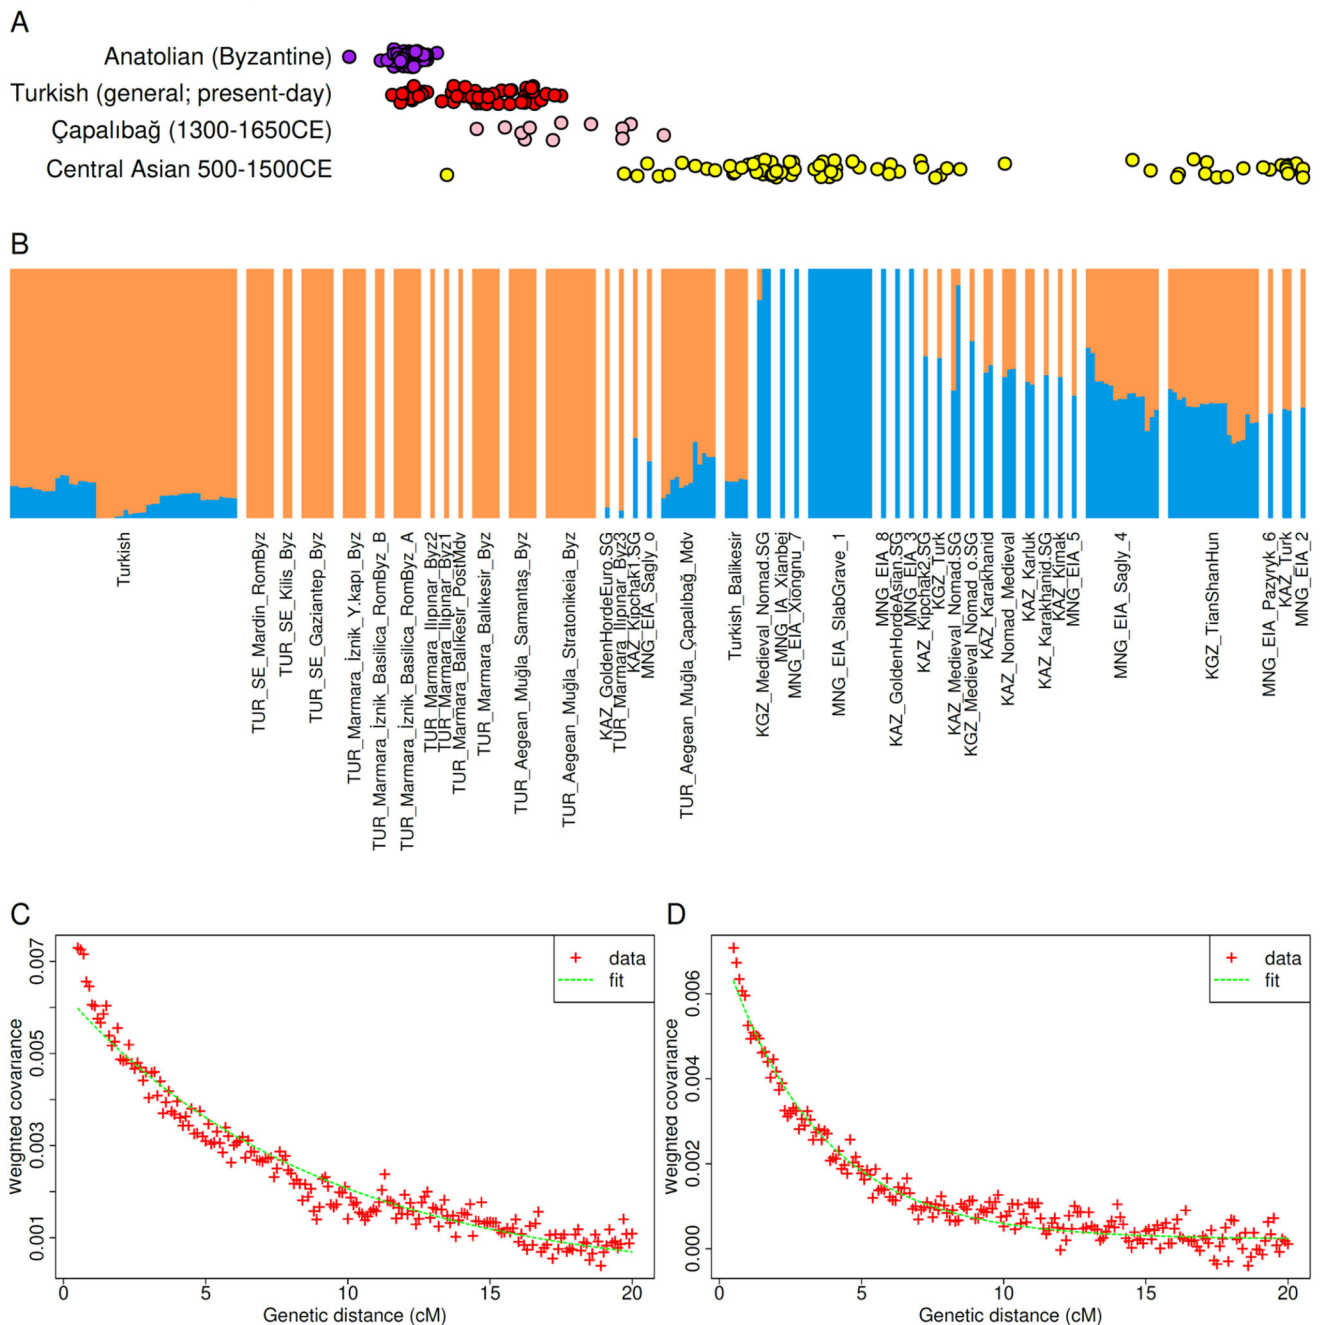 A
Anatolian (Byzantine)
Turkish (general; present-day)
Çapalıbağ (1300-1650CE)
Central Asian 500-1500CE
B
Turkish
TUR_SE_Mardin_RomByz
TUR_SE_Kilis_Byz
TUR_SE_Gaziantep_Byz
TUR_Marmara_İznik_Y.kapı_Byz
TUR_Marmara_İznik_Basilica_RomByz_B
TUR_Marmara_İznik_Basilica_RomByz_A
TUR_Marmara_Ilıpınar_Byz2
TUR_Marmara_Ilıpınar_Byz1
TUR_Marmara_Balıkesir_PostMdv
TUR_Marmara_Balıkesir_Byz
TUR_Aegean_Muğla_Samantaş_Byz
TUR_Aegean_Muğla_Stratonikeia_Byz
KAZ_GoldenHordeEuro.SG
TUR_Marmara_Ilıpınar_Byz3
KAZ_Kipchak1.SG
MNG_EIA_Sagly_o
TUR_Aegean_Muğla_Çapalıbağ_Mdv
Turkish_Balikesir
KGZ_Medieval_Nomad.SG
MNG_IA_Xianbej
MNG_EIA_Xiongnu_7
MNG_EIA_SlabGrave_1
MNG_EIA_8
KAZ_GoldenHordeAsian.SG
MNG_EIA_3
KAZ_Kipchak2.SG
KGZ_Turk
KAZ_Medieval_Nomad.SG
KGZ_Medieval_Nomad_o.SG
KAZ_Karakhanid
KAZ_Nomad_Medieval
KAZ_Karluk
KAZ_Karakhanid.SG
KAZ_Kimak
MNG_EIA_5
MNG_EIA_Sagly_4
KGZ_TianShanHun
MNG_EIA_Pazyryk_6
KAZ_Turk
MNG_EIA_2
C
Weighted covariance
0.007
0.005
0.003
0.001
data
fit
0
5
10
15
20
Genetic distance (cM)
D
Weighted covariance
0.006
0.004
0.002
0.000
data
fit
0
5
10
15
20
Genetic distance (cM)